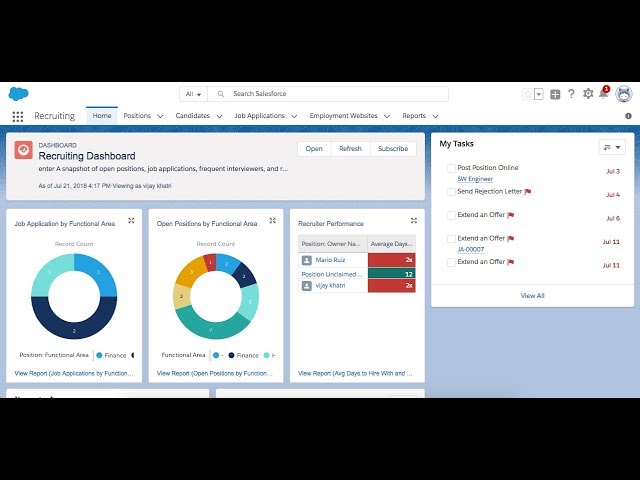 All
Search Salesforce
1
Recruiting
Home
Positions
Candidates
Job Applications
Employment Websites
Reports
DASHBOARD
Recruiting Dashboard
enter A snapshot of open positions, job applications, frequent interviewers, and r...
As of Jul 21, 2018 4:17 PM·Viewing as vijay khatri
Open
Refresh
Subscribe
Job Application by Functional Area
Record Count
1
1
2
Position: Functional Area
Finance
View Report (Job Applications by Function...
Open Positions by Functional Area
Record Count
1
2
2
3
7
2
3
Functional Area
-
Finance
View Report (Open Positions by Function...
Recruiter Performance
Position: Owner Na...
Average Days...
Mario Ruiz
Position Unclaimed ...
12
vijay khatri
View Report (Avg Days to Hire With and ...
My Tasks
Post Position Online
Jul 3
SW Engineer
Send Rejection Letter
Jul 4
Extend an Offer
Jul 6
Extend an Offer
Jul 11
JA-00007
Extend an Offer
Jul 11
View All